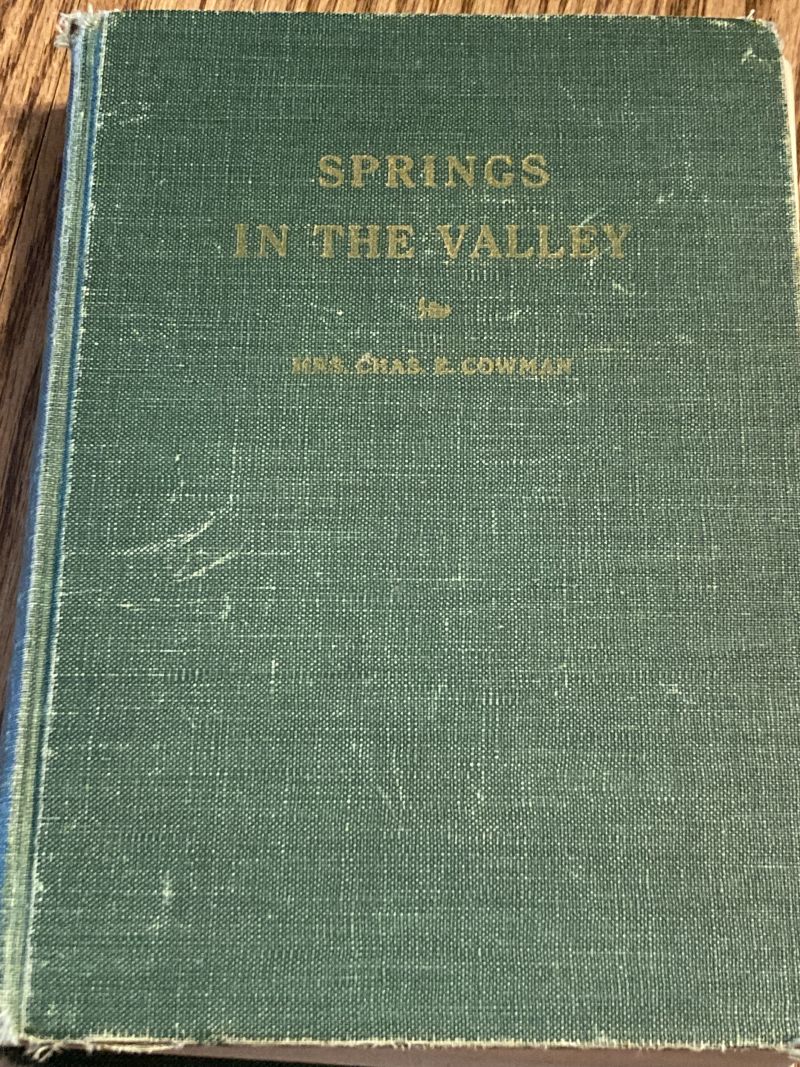 SPRINGS
IN THE VALLEY
MRS. CHAS. E. COWMAN